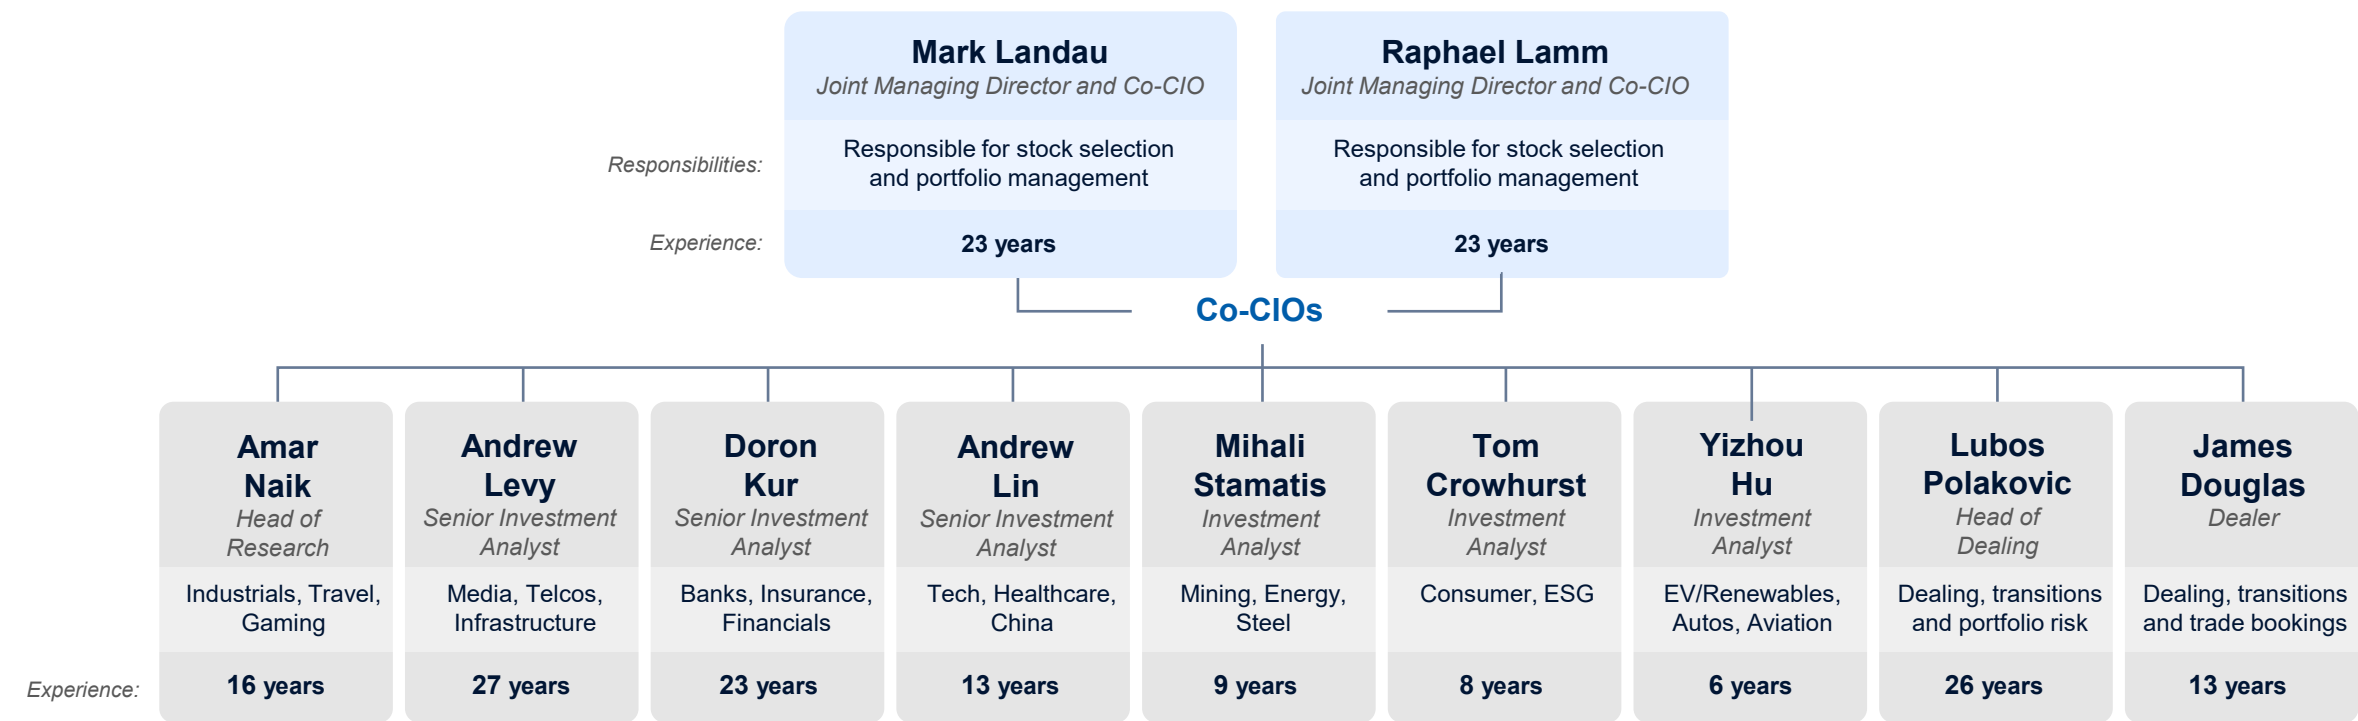 Mark Landau
Joint Managing Director and Co-CIO
Raphael Lamm
Joint Managing Director and Co-CIO
Responsibilities:
Responsible for stock selection
and portfolio management
Responsible for stock selection
and portfolio management
Experience:
23 years
23 years
Co-CIOs
Amar
Naik
Head of
Research
Industrials, Travel,
Gaming
Andrew
Levy
Senior Investment
Analyst
Media, Telcos,
Infrastructure
Doron
Kur
Senior Investment
Analyst
Banks, Insurance,
Financials
Andrew
Lin
Senior Investment
Analyst
Tech, Healthcare,
China
Mihali
Stamatis
Investment
Analyst
Mining, Energy,
Steel
Tom
Crowhurst
Investment
Analyst
Consumer, ESG
Yizhou
Hu
Investment
Analyst
EV/Renewables,
Autos, Aviation
Lubos
Polakovic
Head of
Dealing
Dealing, transitions
and portfolio risk
James
Douglas
Dealer
Dealing, transitions
and trade bookings
Experience:
16 years
27 years
23 years
13 years
9 years
8 years
6 years
26 years
13 years